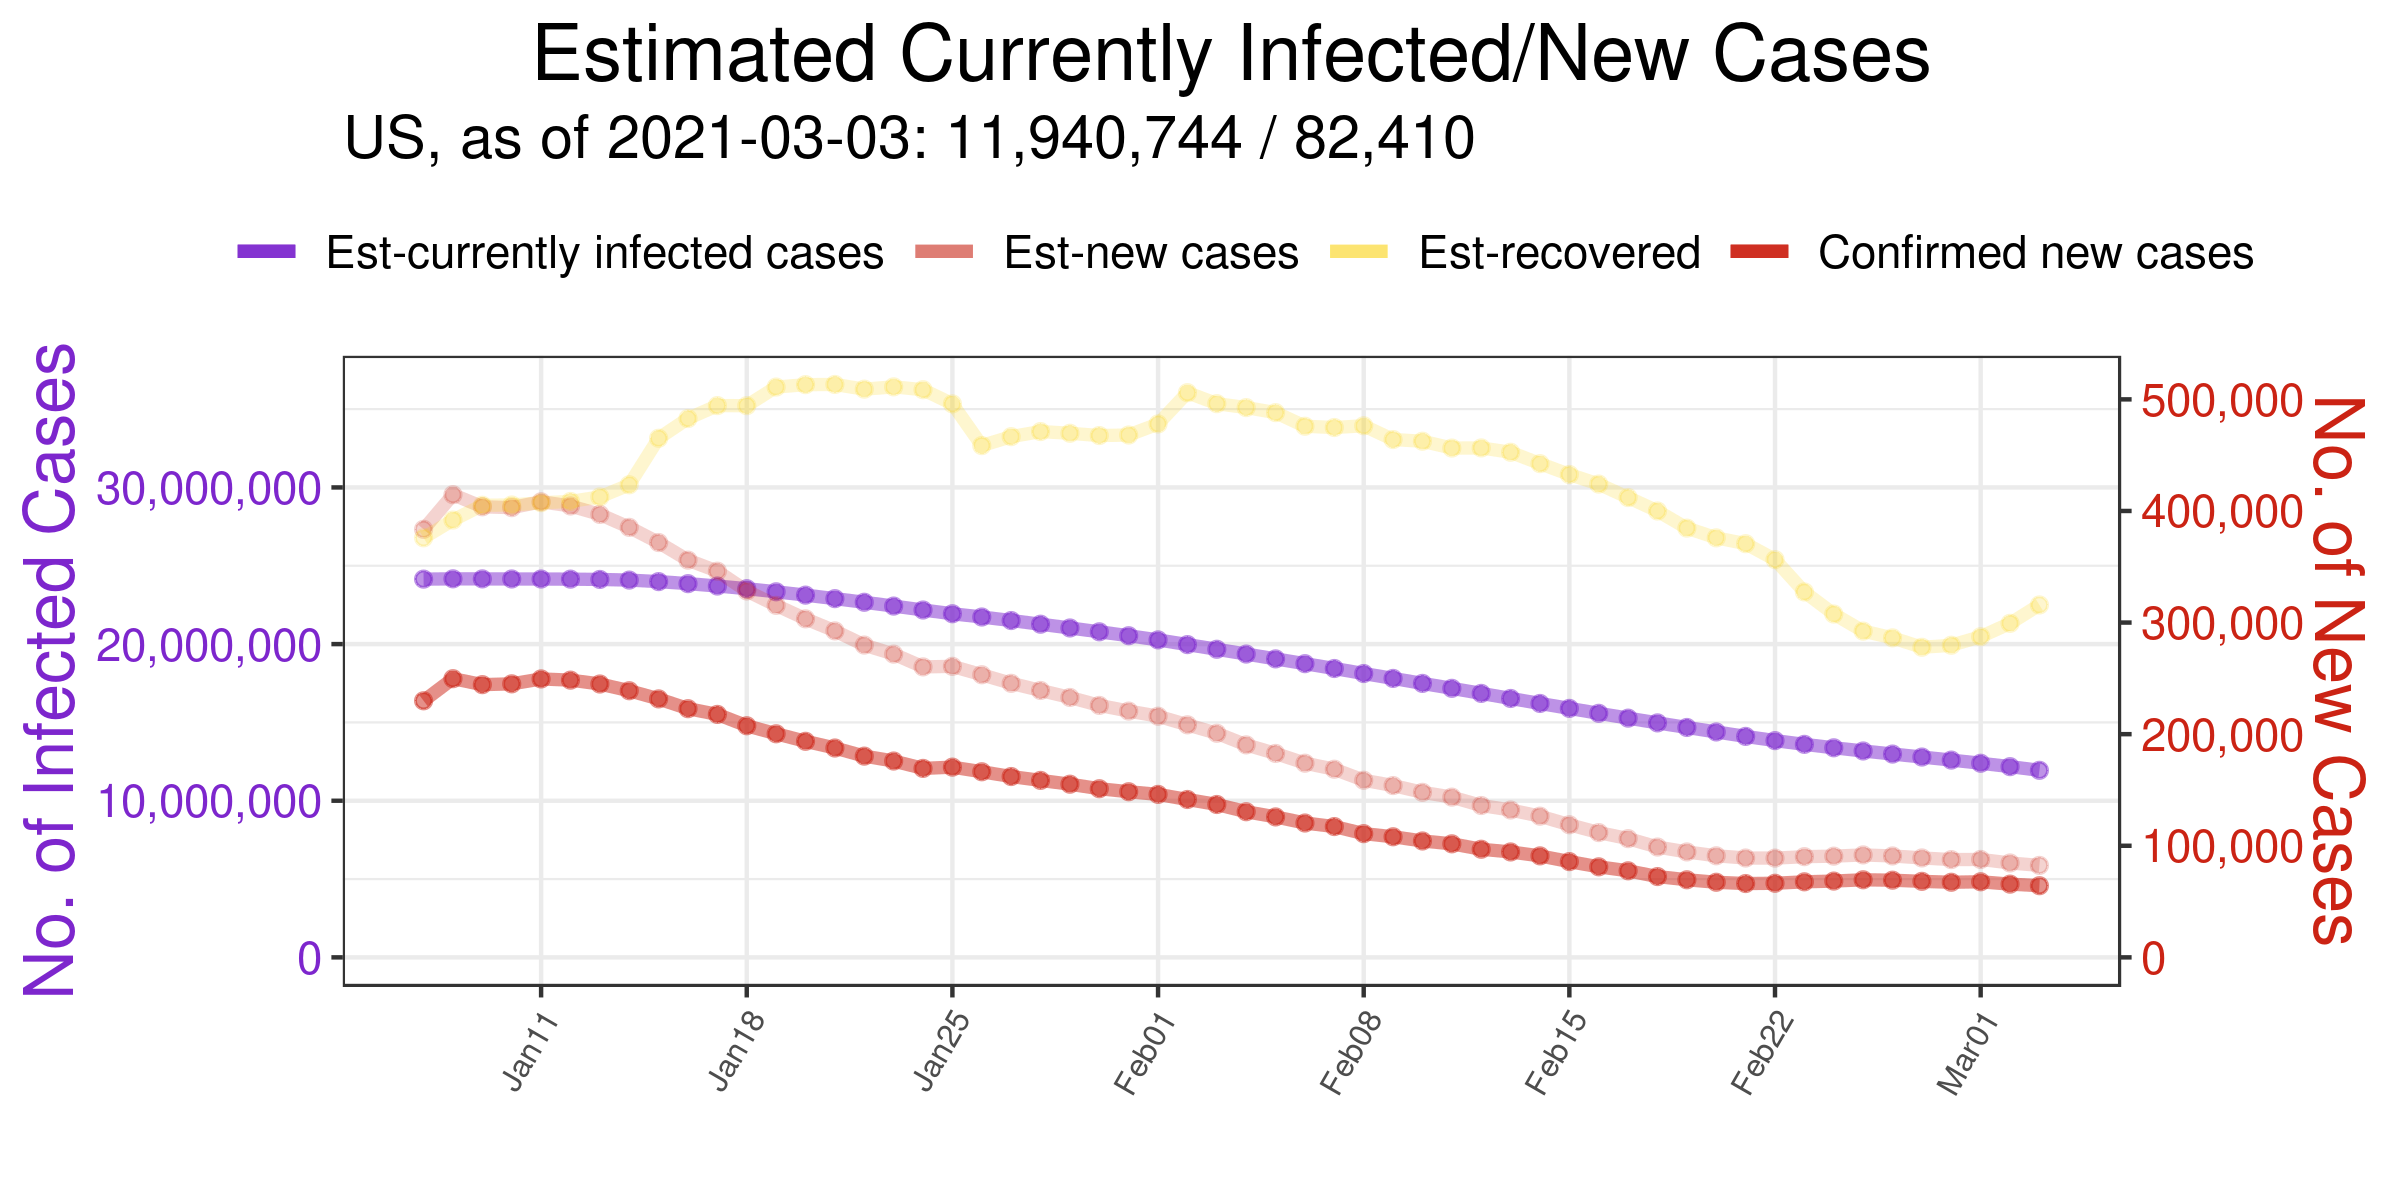 Estimated Currently Infected/New Cases
US, as of 2021-03-03: 11,940,744 / 82,410
Est-currently infected cases Est-new cases Est-recovered Confirmed new cases
No. of Infected Cases
30,000,000
20,000,000
10,000,000
0
500,000
400,000
300,000
200,000
100,000
0
No. of New Cases
Jan11 Jan18 Jan25 Feb01 Feb08 Feb15 Feb22 Mar01